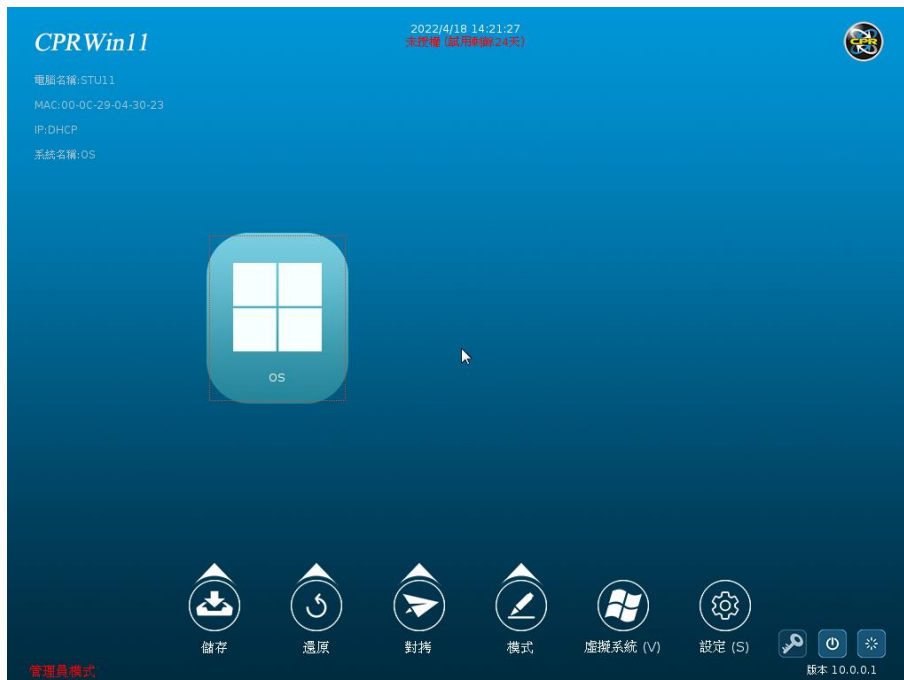 CPRWin11
2022/4/18 14:21:27
未授權 (試用剩餘24天)
CPR
電腦名稱:STU11
MAC:00-0C-29-04-30-23
IP:DHCP
系統名稱:OS
OS
儲存
還原
對拷
模式
虛擬系統 (V)
設定 (S)
管理員模式
版本 10.0.0.1